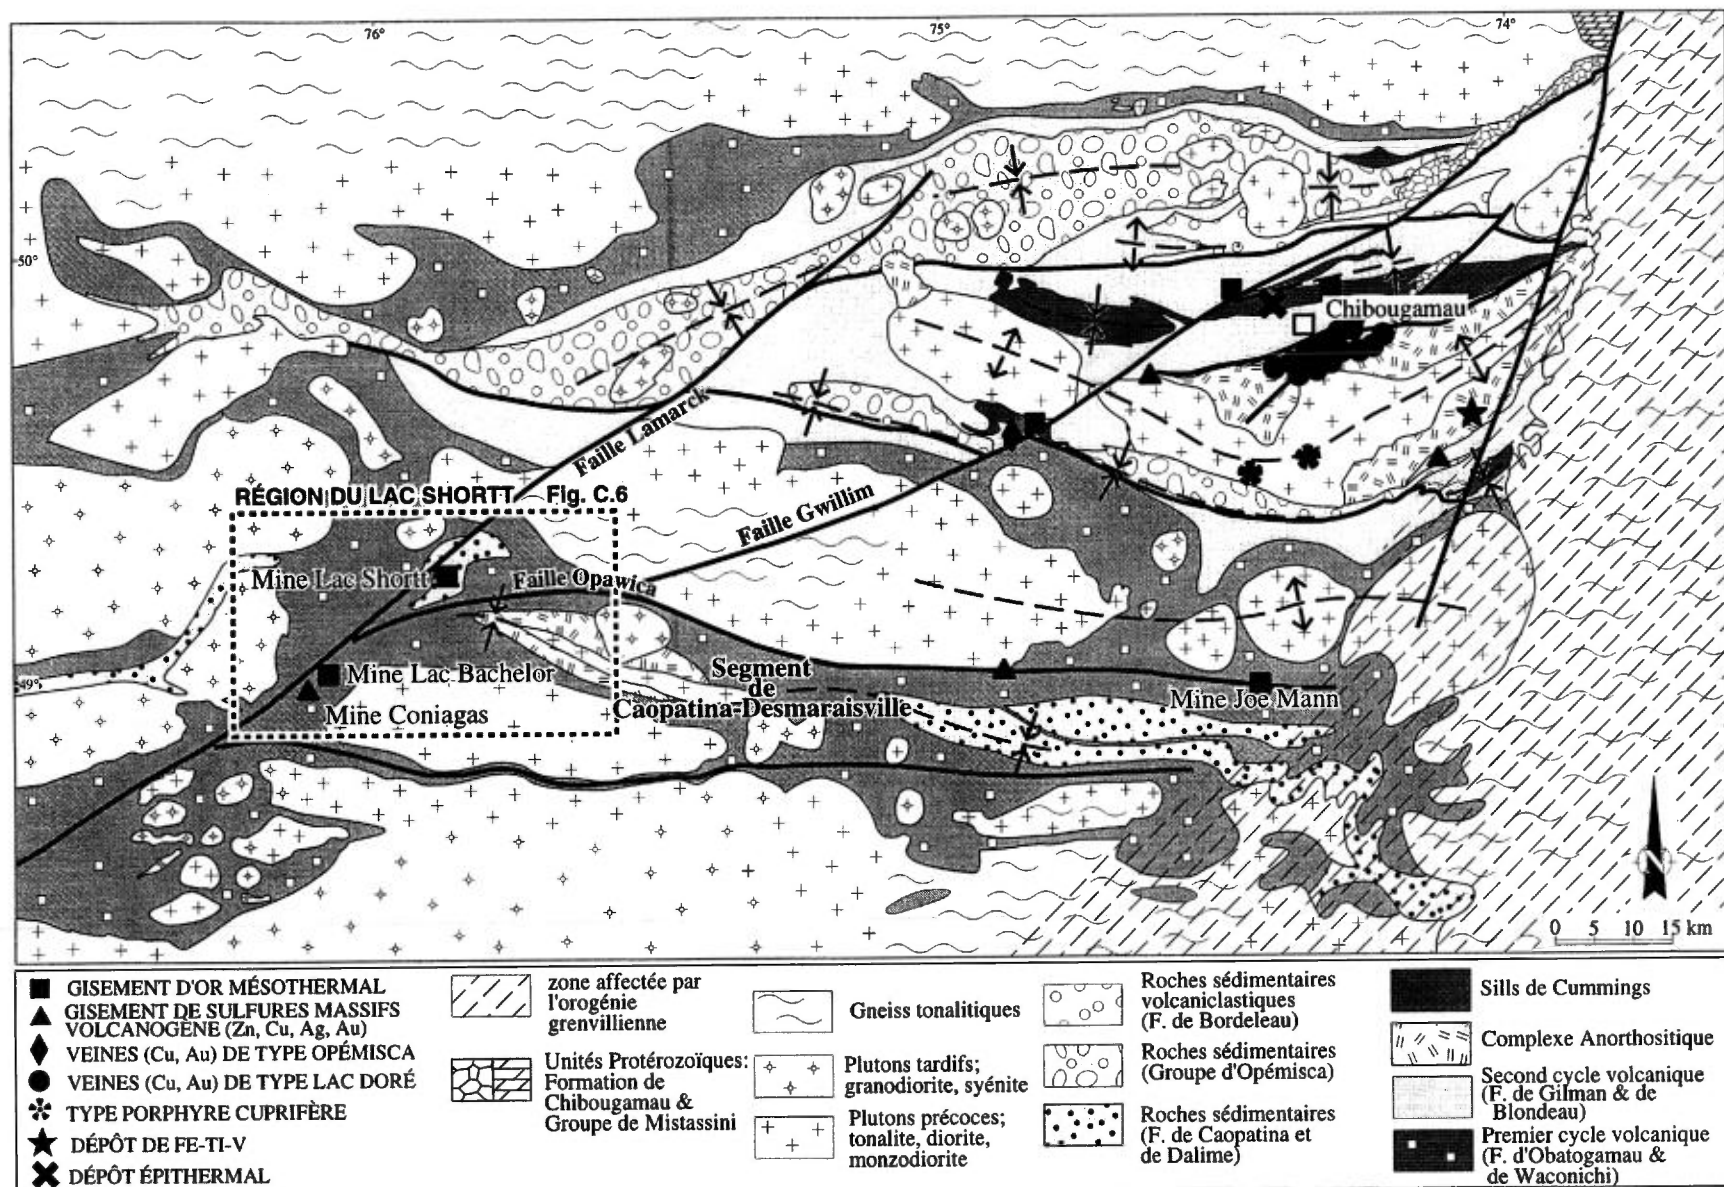 76°
75°
74°
50°
Chibougamau
Faille Lamarck
RÉGION DU LAC SHORTT Fig. C.6
Faille Gwillim
Mine Lac Shortt
Faille Opawica
49°
Mine Lac Bachelor
Mine Coniagas
Segment
de
Caopatina-Desmaraisville
Mine Joe Mann
N
0 5 10 15 km
GISEMENT D'OR MÉSOTHERMAL
GISEMENT DE SULFURES MASSIFS
VOLCANOGÈNE (Zn, Cu, Ag, Au)
VEINES (Cu, Au) DE TYPE OPÉMISCA
VEINES (Cu, Au) DE TYPE LAC DORÉ
TYPE PORPHYRE CUPRIFÈRE
DÉPÔT DE FE-TI-V
DÉPÔT ÉPITHERMAL
zone affectée par
l'orogénie
grenvillienne
Unités Protérozoïques:
Formation de
Chibougamau &
Groupe de Mistassini
Gneiss tonalitiques
Plutons tardifs;
granodiorite, syénite
Plutons précoces;
tonalite, diorite,
monzodiorite
Roches sédimentaires
volcaniclastiques
(F. de Bordeleau)
Roches sédimentaires
(Groupe d'Opémisca)
Roches sédimentaires
(F. de Caopatina et
de Dalime)
Sills de Cummings
Complexe Anorthositique
Second cycle volcanique
(F. de Gilman & de
Blondeau)
Premier cycle volcanique
(F. d'Obatogamau &
de Waconichi)